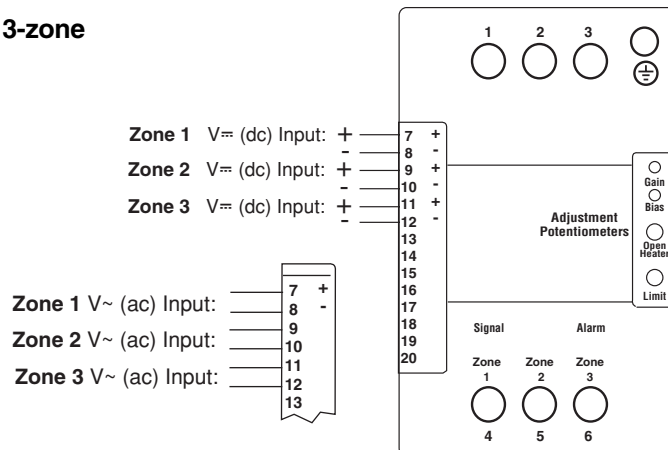 3-zone
1 2 3
Zone 1 V⎓ (dc) Input: + 7 +
- 8 -
Zone 2 V⎓ (dc) Input: + 9 +
- 10 -
Zone 3 V⎓ (dc) Input: + 11 +
- 12 -
13
14
15
16
17
18
19
20
Adjustment
Potentiometers
Gain
Bias
Open
Heater
Limit
7 +
Zone 1 V~ (ac) Input: 8 -
9
Zone 2 V~ (ac) Input: 10
11
Zone 3 V~ (ac) Input: 12
13
Signal Alarm
Zone Zone Zone
1 2 3
4 5 6